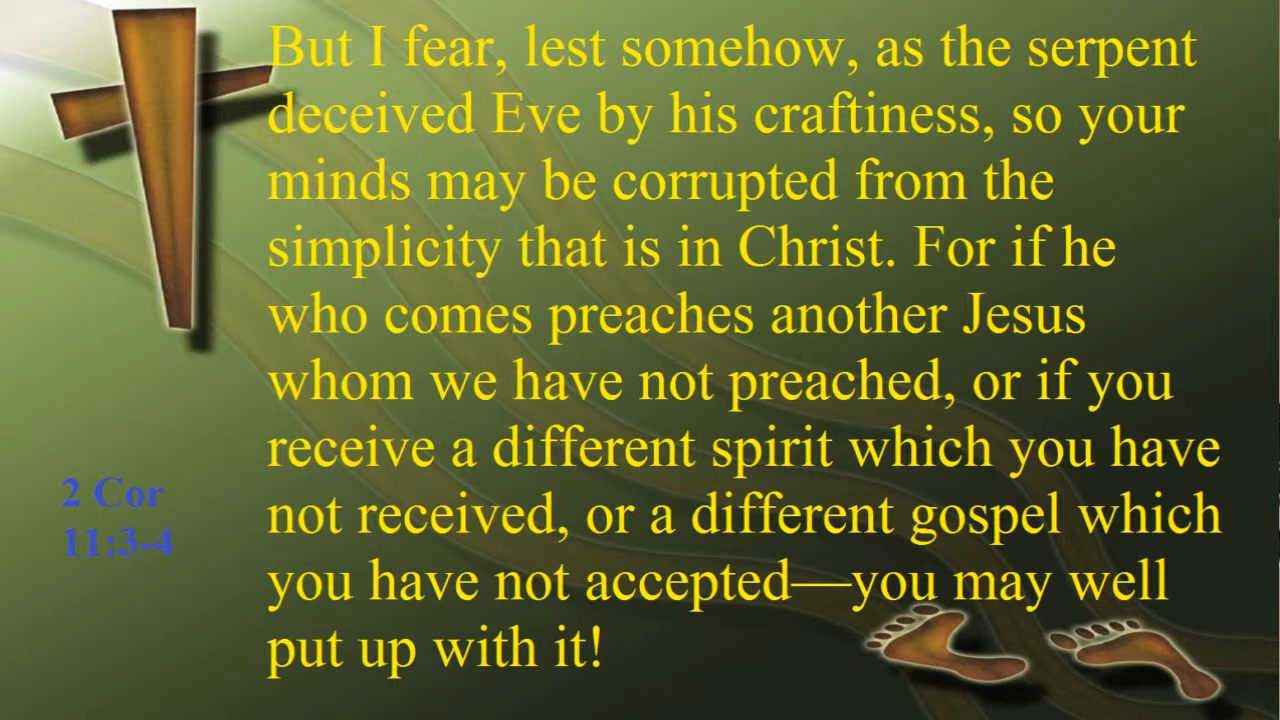 But I fear, lest somehow, as the serpent
deceived Eve by his craftiness, so your
minds may be corrupted from the
simplicity that is in Christ. For if he
who comes preaches another Jesus
whom we have not preached, or if you
receive a different spirit which you have
not received, or a different gospel which
you have not accepted—you may well
put up with it!
2 Cor
11:3-4